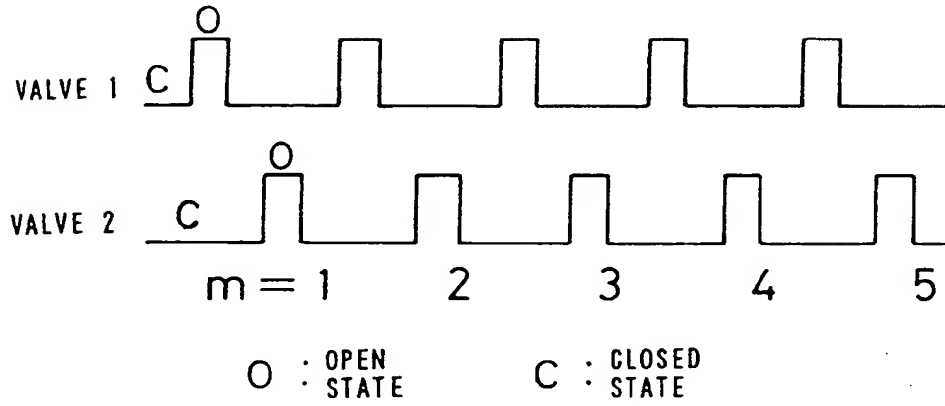 O
VALVE 1 C
O
VALVE 2 C
m = 1 2 3 4 5
O : OPEN STATE C : CLOSED STATE